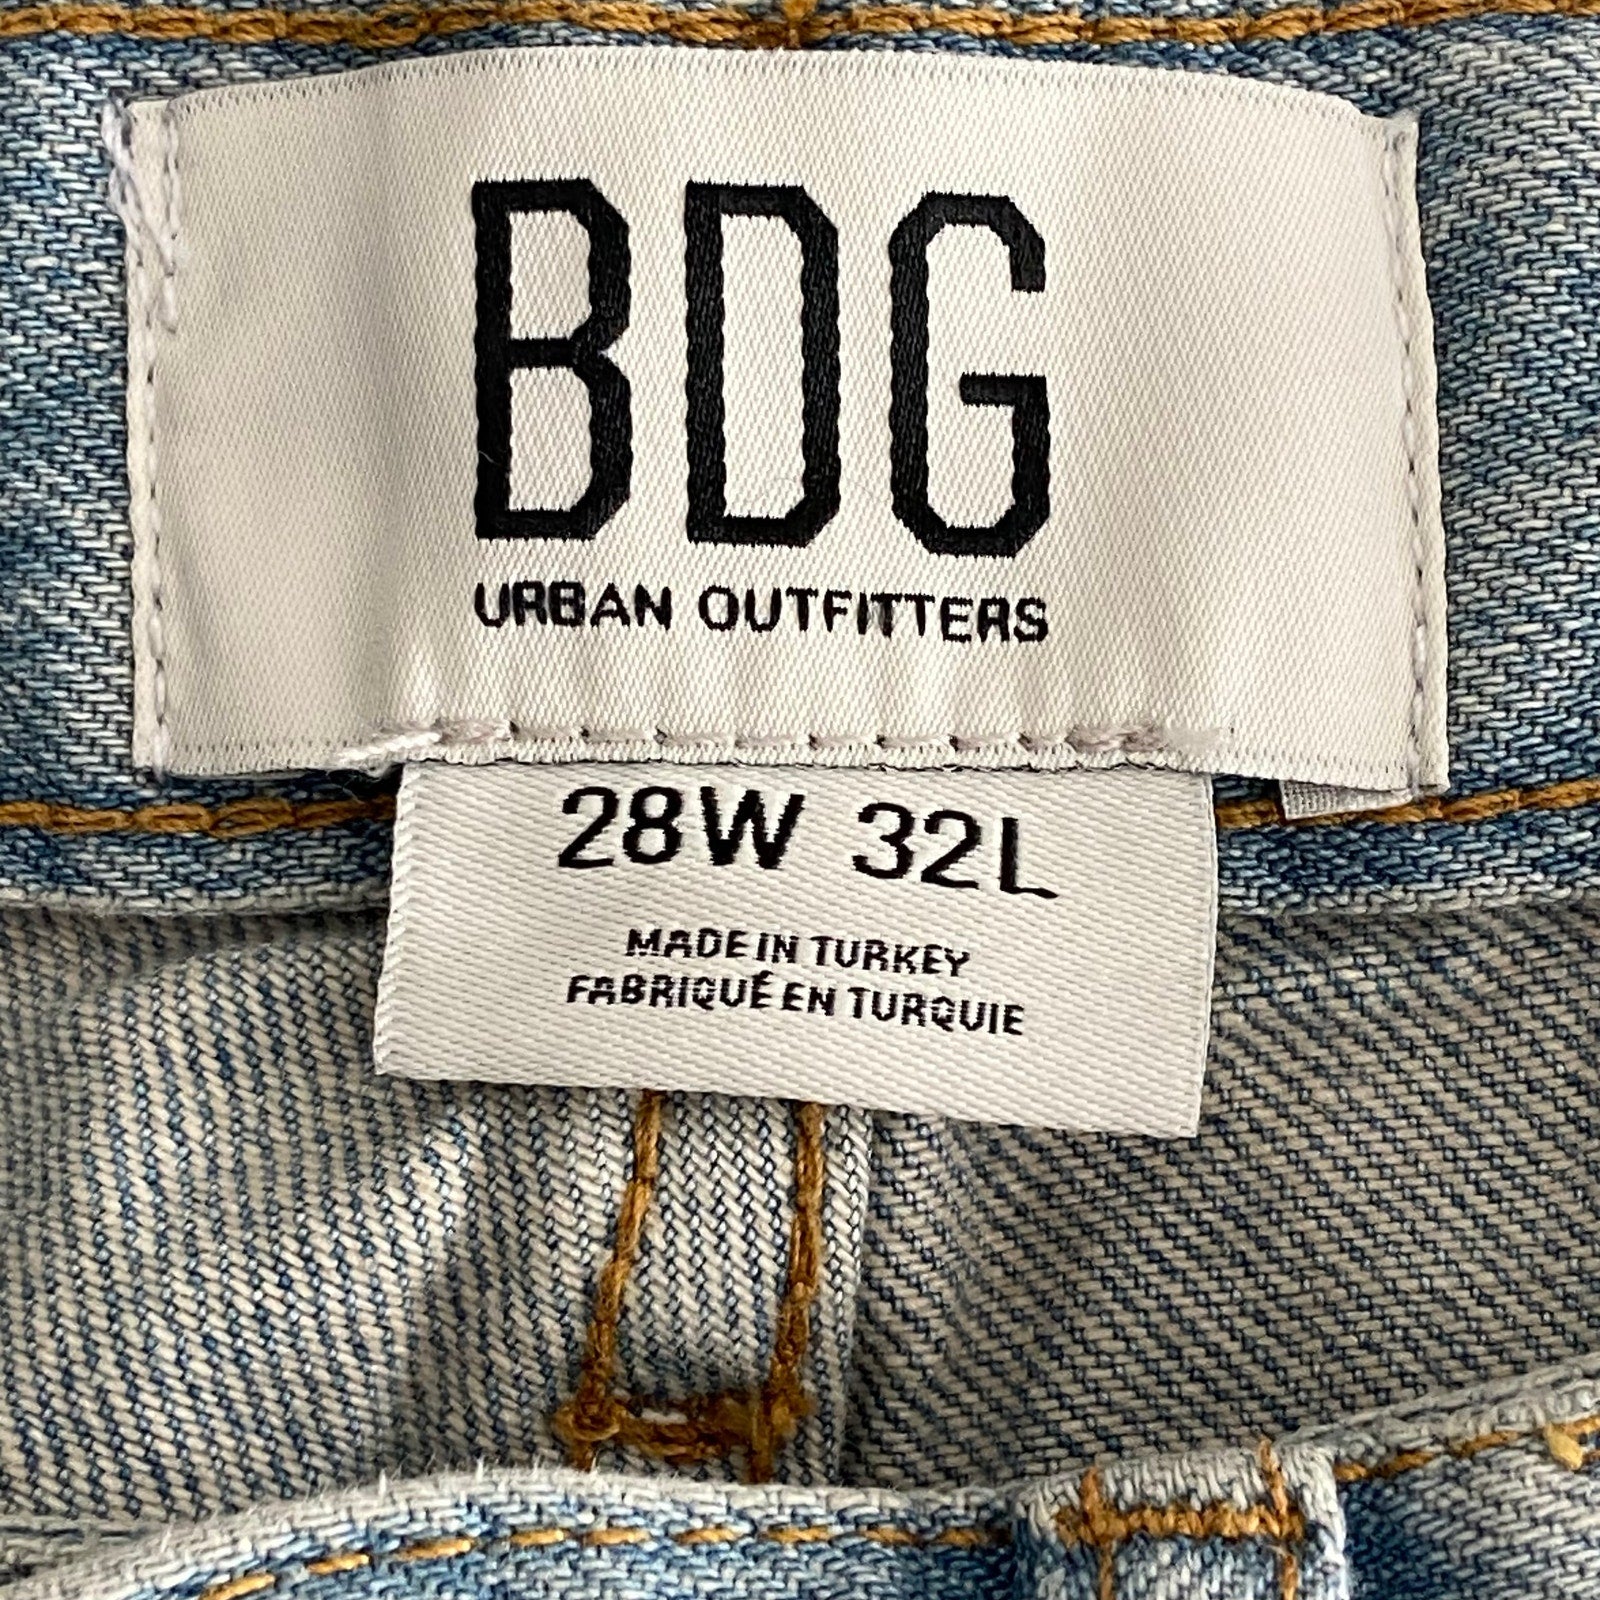 BDG
URBAN OUTFITTERS
28W 32L
MADE IN TURKEY
FABRIQUÉ EN TURQUIE